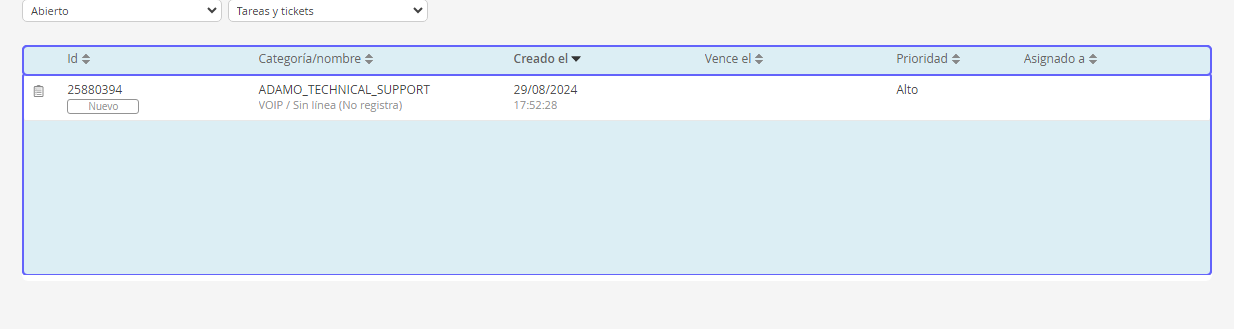 Abierto Tareas y tickets
Id Categoría/nombre Creado el Vence el Prioridad Asignado a
25880394 ADAMO_TECHNICAL_SUPPORT 29/08/2024 Alto
Nuevo VOIP / Sin línea (No registra) 17:52:28